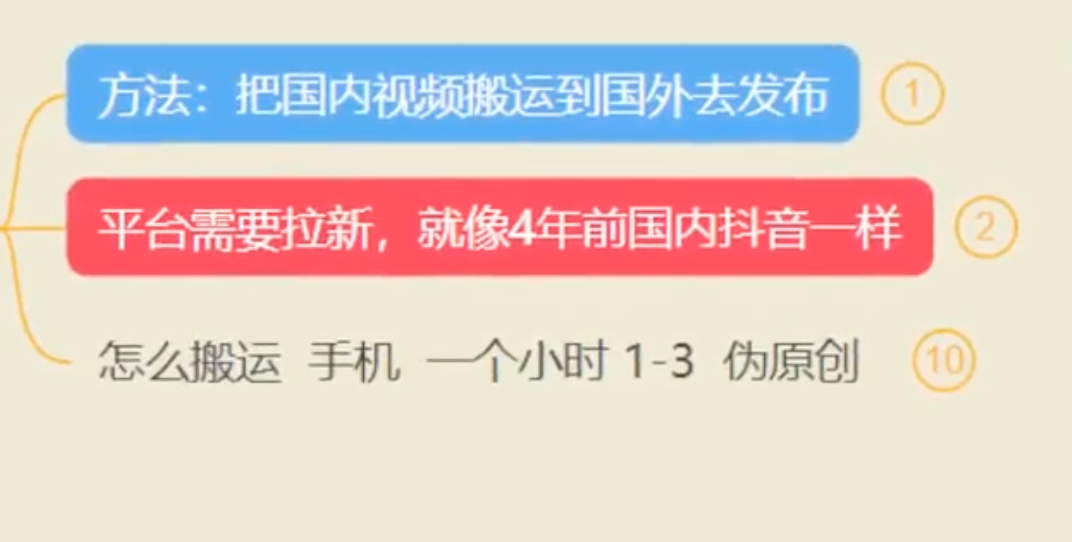 方法：把国内视频搬运到国外去发布 1
平台需要拉新，就像4年前国内抖音一样 2
怎么搬运 手机 一个小时 1-3 伪原创 10